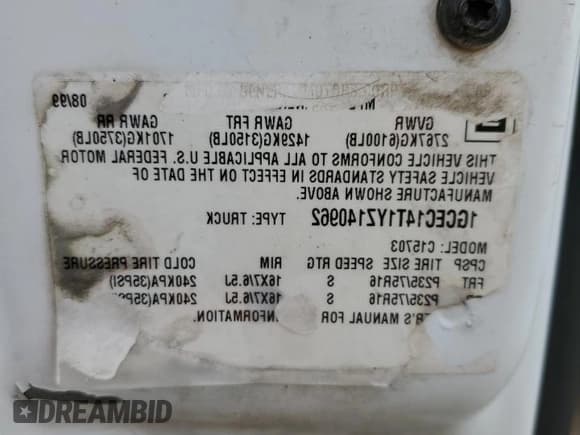 08/99
GVWR GAWR FRT GAWR RR
2767KG(6100LB) 1429KG(3150LB) 1701KG(3750LB)
THIS VEHICLE CONFORMS TO ALL APPLICABLE U.S. FEDERAL MOTOR
VEHICLE SAFETY STANDARDS IN EFFECT ON THE DATE OF
MANUFACTURE SHOWN ABOVE.
1GCEC14T1YZ140962 TYPE: TRUCK
MODEL: C15703
CPSP TIRE SIZE SPEED RTG RIM COLD TIRE PRESSURE
FRT P235/75R16 S 16X7/6.5J 240KPA(35PSI)
P235/75R16 S 16X7/6.5J 240KPA(35PSI)
ER'S MANUAL FOR INFORMATION.
DREAMBID